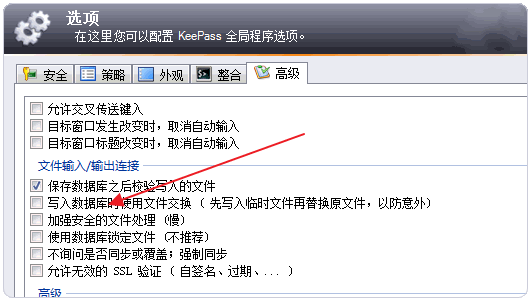 选项
在这里您可以配置 KeePass 全局程序选项。
安全 策略 外观 整合 高级
允许交叉传送键入
目标窗口发生改变时，取消自动输入
目标窗口标题改变时，取消自动输入
文件输入/输出连接
保存数据库之后校验写入的文件
写入数据库时使用文件交换（ 先写入临时文件再替换原文件，以防意外）
加强安全的文件处理（慢）
使用数据库锁定文件（不推荐）
不询问是否同步或覆盖；强制同步
允许无效的 SSL 验证（ 自签名、过期、... ）
高级